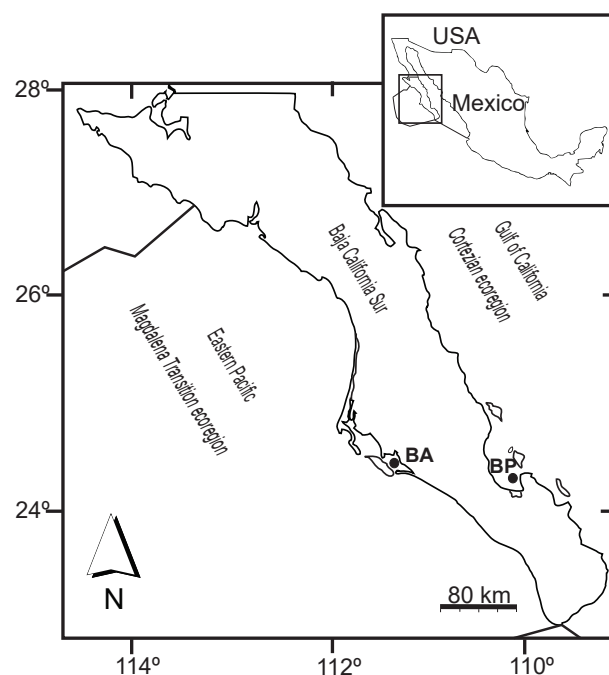 USA
Mexico
28º
26º
24º
Baja California Sur
Gulf of California
Cortezian ecoregion
Eastern Pacific
Magdalena Transition ecoregion
BA
BP
N
80 km
114º
112º
110º